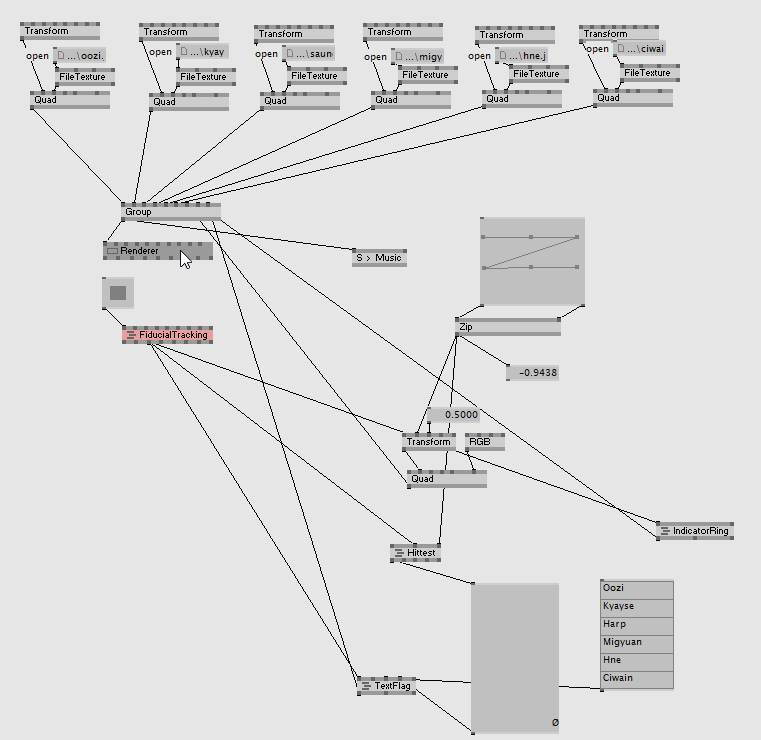 Transform
Transform
Transform
Transform
Transform
Transform
open ...\oozi.
open ...\kyay
open ...\saun
open ...\migy
open ...\hne.j
open ...\ciwai
FileTexture
FileTexture
FileTexture
FileTexture
FileTexture
FileTexture
Quad
Quad
Quad
Quad
Quad
Quad
Group
Renderer
S > Music
FiducialTracking
Zip
-0.9438
0.5000
Transform
RGB
Quad
IndicatorRing
Hittest
Oozi
Kyayse
Harp
Migyuan
Hne
Ciwain
TextFlag
Ø